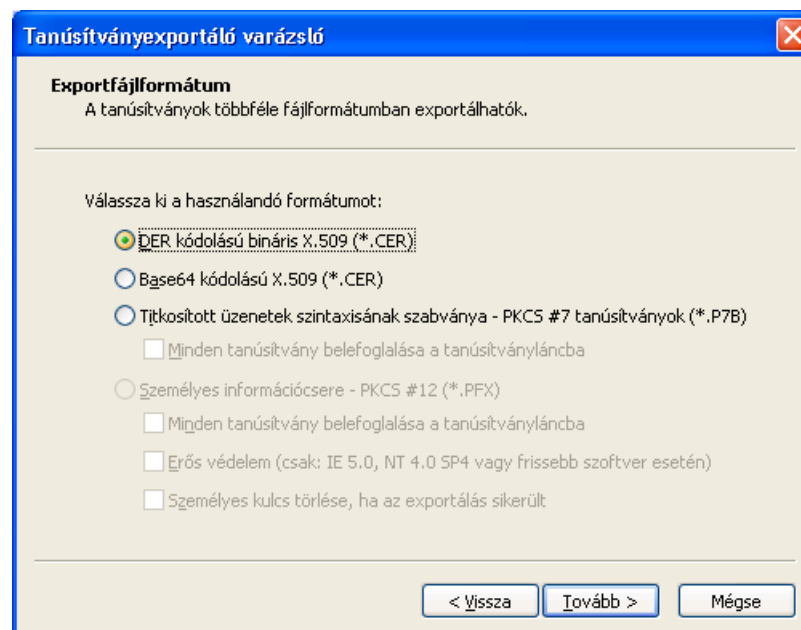 Tanúsítványexportáló varázsló
Exportfájlformátum
A tanúsítványok többféle fájlformátumban exportálhatók.
Válassza ki a használandó formátumot:
DER kódolású bináris X.509 (*.CER)
Base64 kódolású X.509 (*.CER)
Titkosított üzenetek szintaxisának szabványa - PKCS #7 tanúsítványok (*.P7B)
Minden tanúsítvány belefoglalása a tanúsítványláncba
Személyes információcsere - PKCS #12 (*.PFX)
Minden tanúsítvány belefoglalása a tanúsítványláncba
Erős védelem (csak: IE 5.0, NT 4.0 SP4 vagy frissebb szoftver esetén)
Személyes kulcs törlése, ha az exportálás sikerült
< Vissza Tovább > Mégse